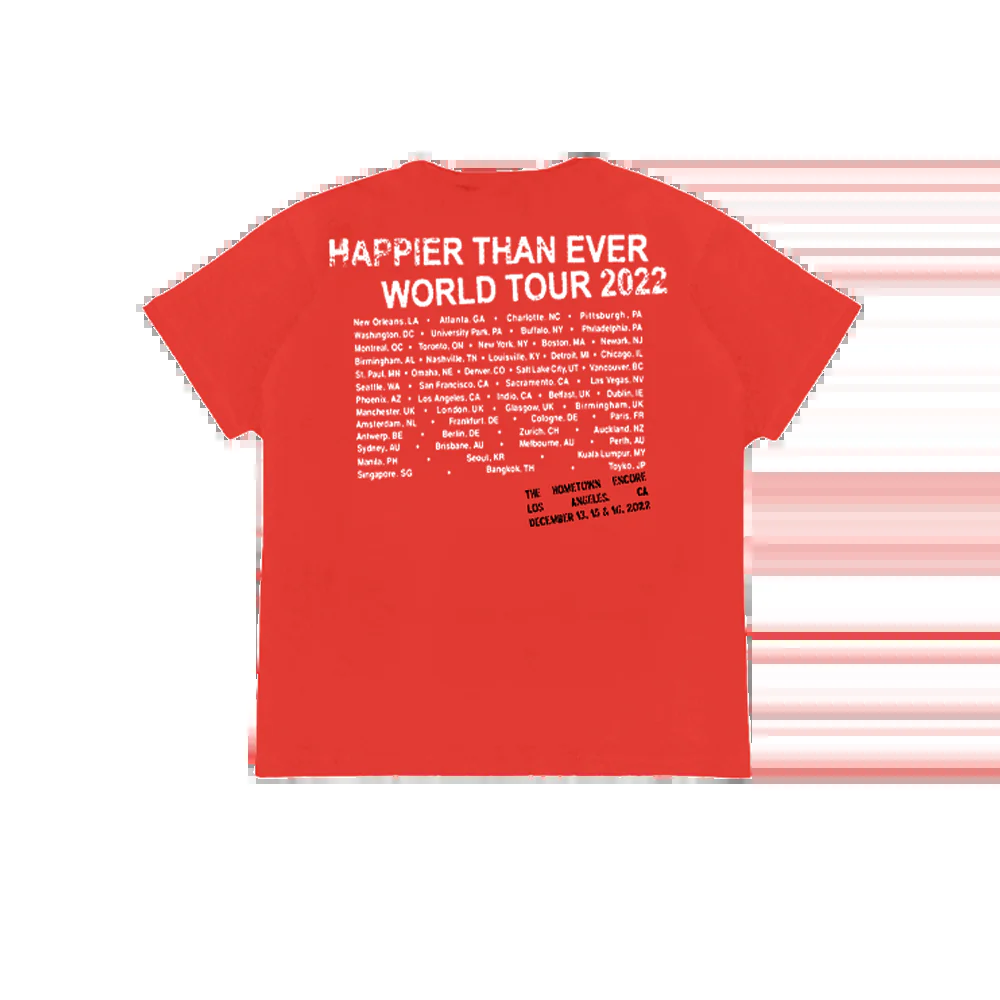 HAPPIER THAN EVER
WORLD TOUR 2022
New Orleans, LA • Atlanta, GA • Charlotte, NC • Pittsburgh, PA
Washington, DC • University Park, PA • Buffalo, NY • Philadelphia, PA
Montreal, QC • Toronto, ON • New York, NY • Boston, MA • Newark, NJ
Birmingham, AL • Nashville, TN • Louisville, KY • Detroit, MI • Chicago, IL
St. Paul, MN • Omaha, NE • Denver, CO • Salt Lake City, UT • Vancouver, BC
Seattle, WA • San Francisco, CA • Sacramento, CA • Las Vegas, NV
Phoenix, AZ • Los Angeles, CA • Indio, CA • Belfast, UK • Dublin, IE
Manchester, UK • London, UK • Glasgow, UK • Birmingham, UK
Amsterdam, NL • Frankfurt, DE • Cologne, DE • Paris, FR
Antwerp, BE • Berlin, DE • Zurich, CH • Auckland, NZ
Sydney, AU • Brisbane, AU • Melbourne, AU • Perth, AU
Manila, PH • Seoul, KR • Kuala Lumpur, MY
Singapore, SG • Bangkok, TH • Toyko, JP
THE HOMETOWN ENCORE
LOS ANGELES, CA
DECEMBER 13, 15 & 16, 2022